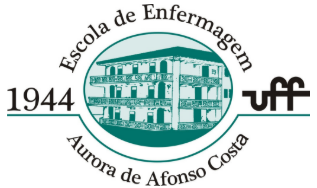 Escola de Enfermagem
1944 uff
Aurora de Afonso Costa